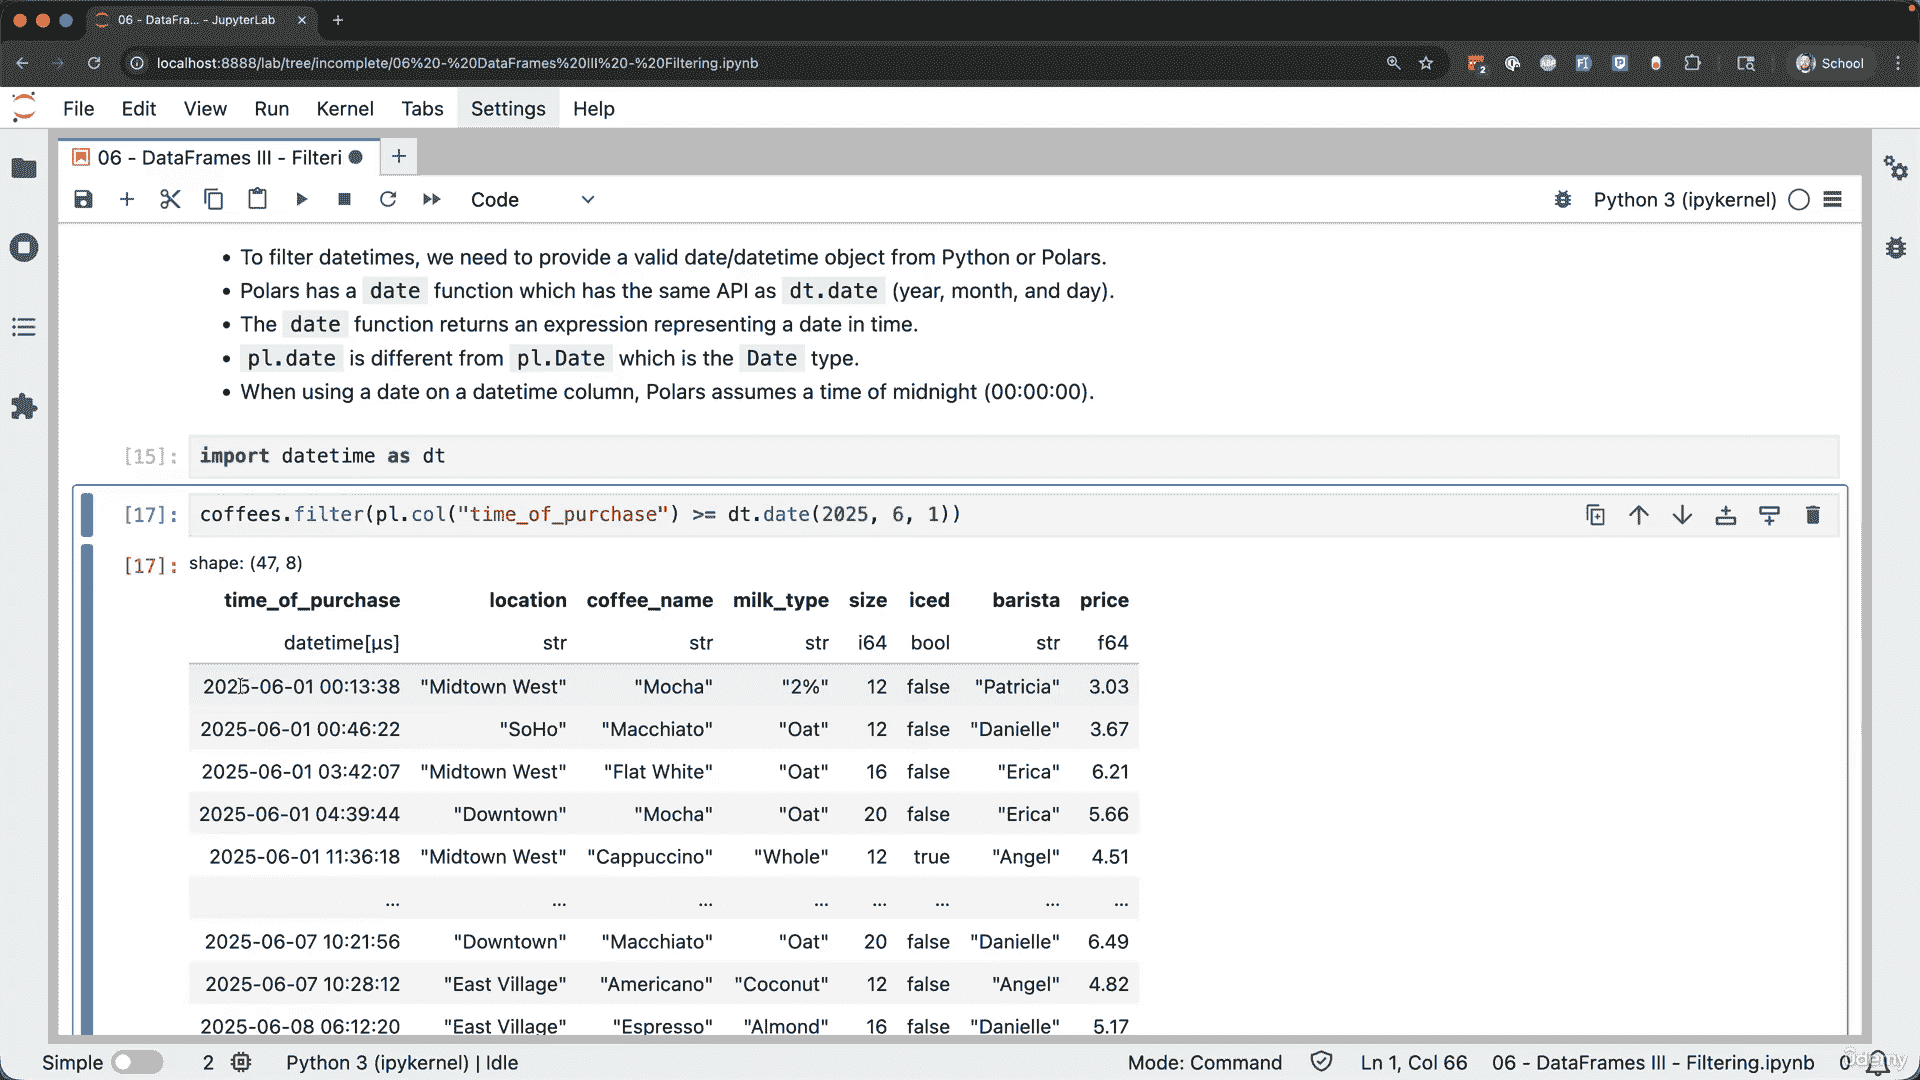 06 - DataFra... - JupyterLab
localhost:8888/lab/tree/incomplete/06%20-%20DataFrames%20III%20-%20Filtering.ipynb
2
School
File Edit View Run Kernel Tabs Settings Help
06 - DataFrames III - Filteri
Code
Python 3 (ipykernel)
• To filter datetimes, we need to provide a valid date/datetime object from Python or Polars.
• Polars has a date function which has the same API as dt.date (year, month, and day).
• The date function returns an expression representing a date in time.
• pl.date is different from pl.Date which is the Date type.
• When using a date on a datetime column, Polars assumes a time of midnight (00:00:00).
[15]: import datetime as dt
[17]: coffees.filter(pl.col("time_of_purchase") >= dt.date(2025, 6, 1))
[17]: shape: (47, 8)
time_of_purchase location coffee_name milk_type size iced barista price
datetime[μs] str str str i64 bool str f64
2025-06-01 00:13:38 "Midtown West" "Mocha" "2%" 12 false "Patricia" 3.03
2025-06-01 00:46:22 "SoHo" "Macchiato" "Oat" 12 false "Danielle" 3.67
2025-06-01 03:42:07 "Midtown West" "Flat White" "Oat" 16 false "Erica" 6.21
2025-06-01 04:39:44 "Downtown" "Mocha" "Oat" 20 false "Erica" 5.66
2025-06-01 11:36:18 "Midtown West" "Cappuccino" "Whole" 12 true "Angel" 4.51
... ... ... ... ... ... ... ...
2025-06-07 10:21:56 "Downtown" "Macchiato" "Oat" 20 false "Danielle" 6.49
2025-06-07 10:28:12 "East Village" "Americano" "Coconut" 12 false "Angel" 4.82
2025-06-08 06:12:20 "East Village" "Espresso" "Almond" 16 false "Danielle" 5.17
Simple 2 Python 3 (ipykernel) | Idle Mode: Command Ln 1, Col 66 06 - DataFrames III - Filtering.ipynb 0